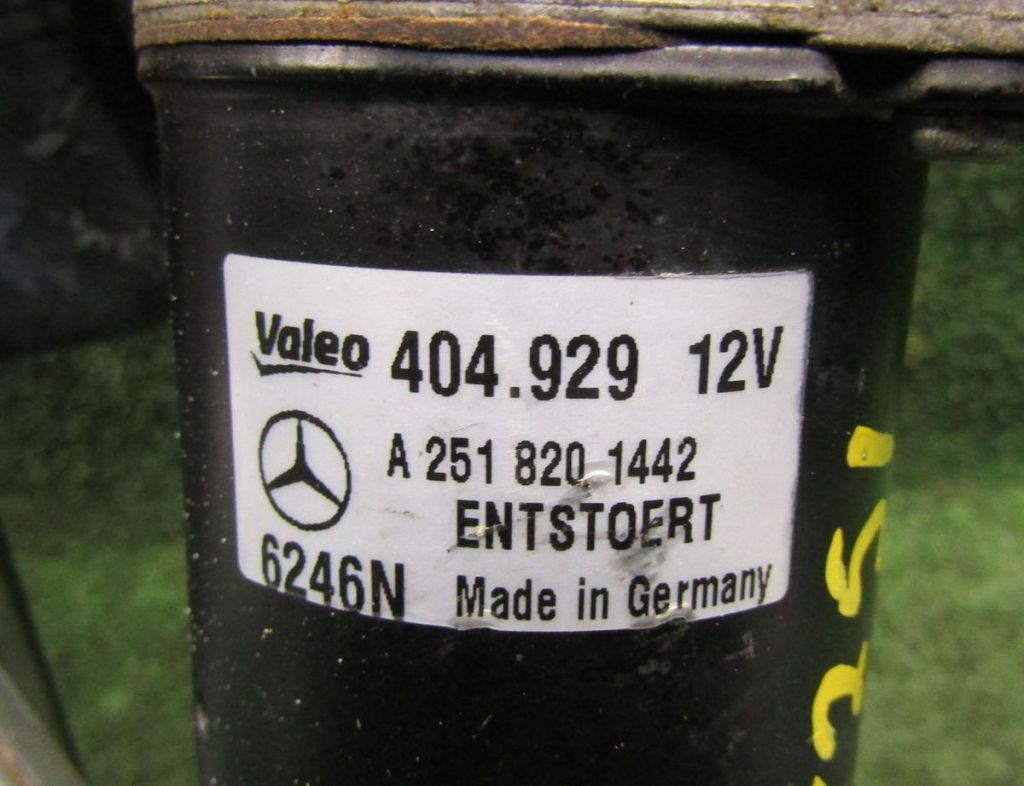 Valeo 404.929 12V
A 251 820 1442
ENTSTOERT
6246N Made in Germany